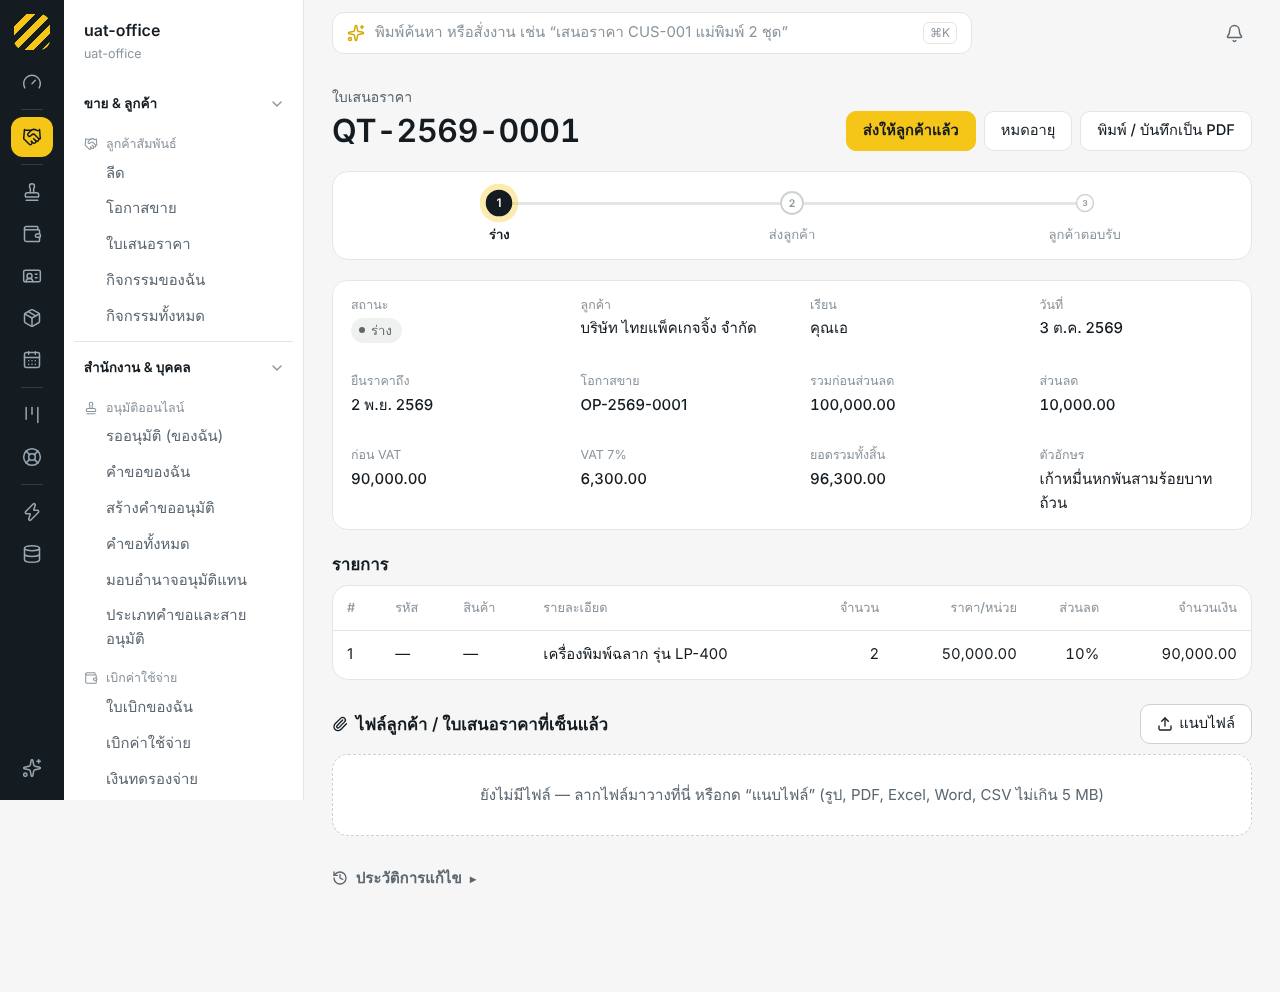 uat-office
uat-office
ขาย & ลูกค้า
ลูกค้าสัมพันธ์
ลีด
โอกาสขาย
ใบเสนอราคา
กิจกรรมของฉัน
กิจกรรมทั้งหมด
สำนักงาน & บุคคล
อนุมัติออนไลน์
รออนุมัติ (ของฉัน)
คำขอของฉัน
สร้างคำขออนุมัติ
คำขอทั้งหมด
มอบอำนาจอนุมัติแทน
ประเภทคำขอและสาย
อนุมัติ
เบิกค่าใช้จ่าย
ใบเบิกของฉัน
เบิกค่าใช้จ่าย
เงินทดรองจ่าย
พิมพ์ค้นหา หรือสั่งงาน เช่น “เสนอราคา CUS-001 แม่พิมพ์ 2 ชุด” ⌘K
ใบเสนอราคา
QT-2569-0001
ส่งให้ลูกค้าแล้ว หมดอายุ พิมพ์ / บันทึกเป็น PDF
1 2 3
ร่าง ส่งลูกค้า ลูกค้าตอบรับ
สถานะ ลูกค้า เรียน วันที่
ร่าง บริษัท ไทยแพ็คเกจจิ้ง จำกัด คุณเอ 3 ต.ค. 2569
ยืนราคาถึง โอกาสขาย รวมก่อนส่วนลด ส่วนลด
2 พ.ย. 2569 OP-2569-0001 100,000.00 10,000.00
ก่อน VAT VAT 7% ยอดรวมทั้งสิ้น ตัวอักษร
90,000.00 6,300.00 96,300.00 เก้าหมื่นหกพันสามร้อยบาท
ถ้วน
รายการ
# รหัส สินค้า รายละเอียด จำนวน ราคา/หน่วย ส่วนลด จำนวนเงิน
1 — — เครื่องพิมพ์ฉลาก รุ่น LP-400 2 50,000.00 10% 90,000.00
ไฟล์ลูกค้า / ใบเสนอราคาที่เซ็นแล้ว แนบไฟล์
ยังไม่มีไฟล์ — ลากไฟล์มาวางที่นี่ หรือกด “แนบไฟล์” (รูป, PDF, Excel, Word, CSV ไม่เกิน 5 MB)
ประวัติการแก้ไข ▸